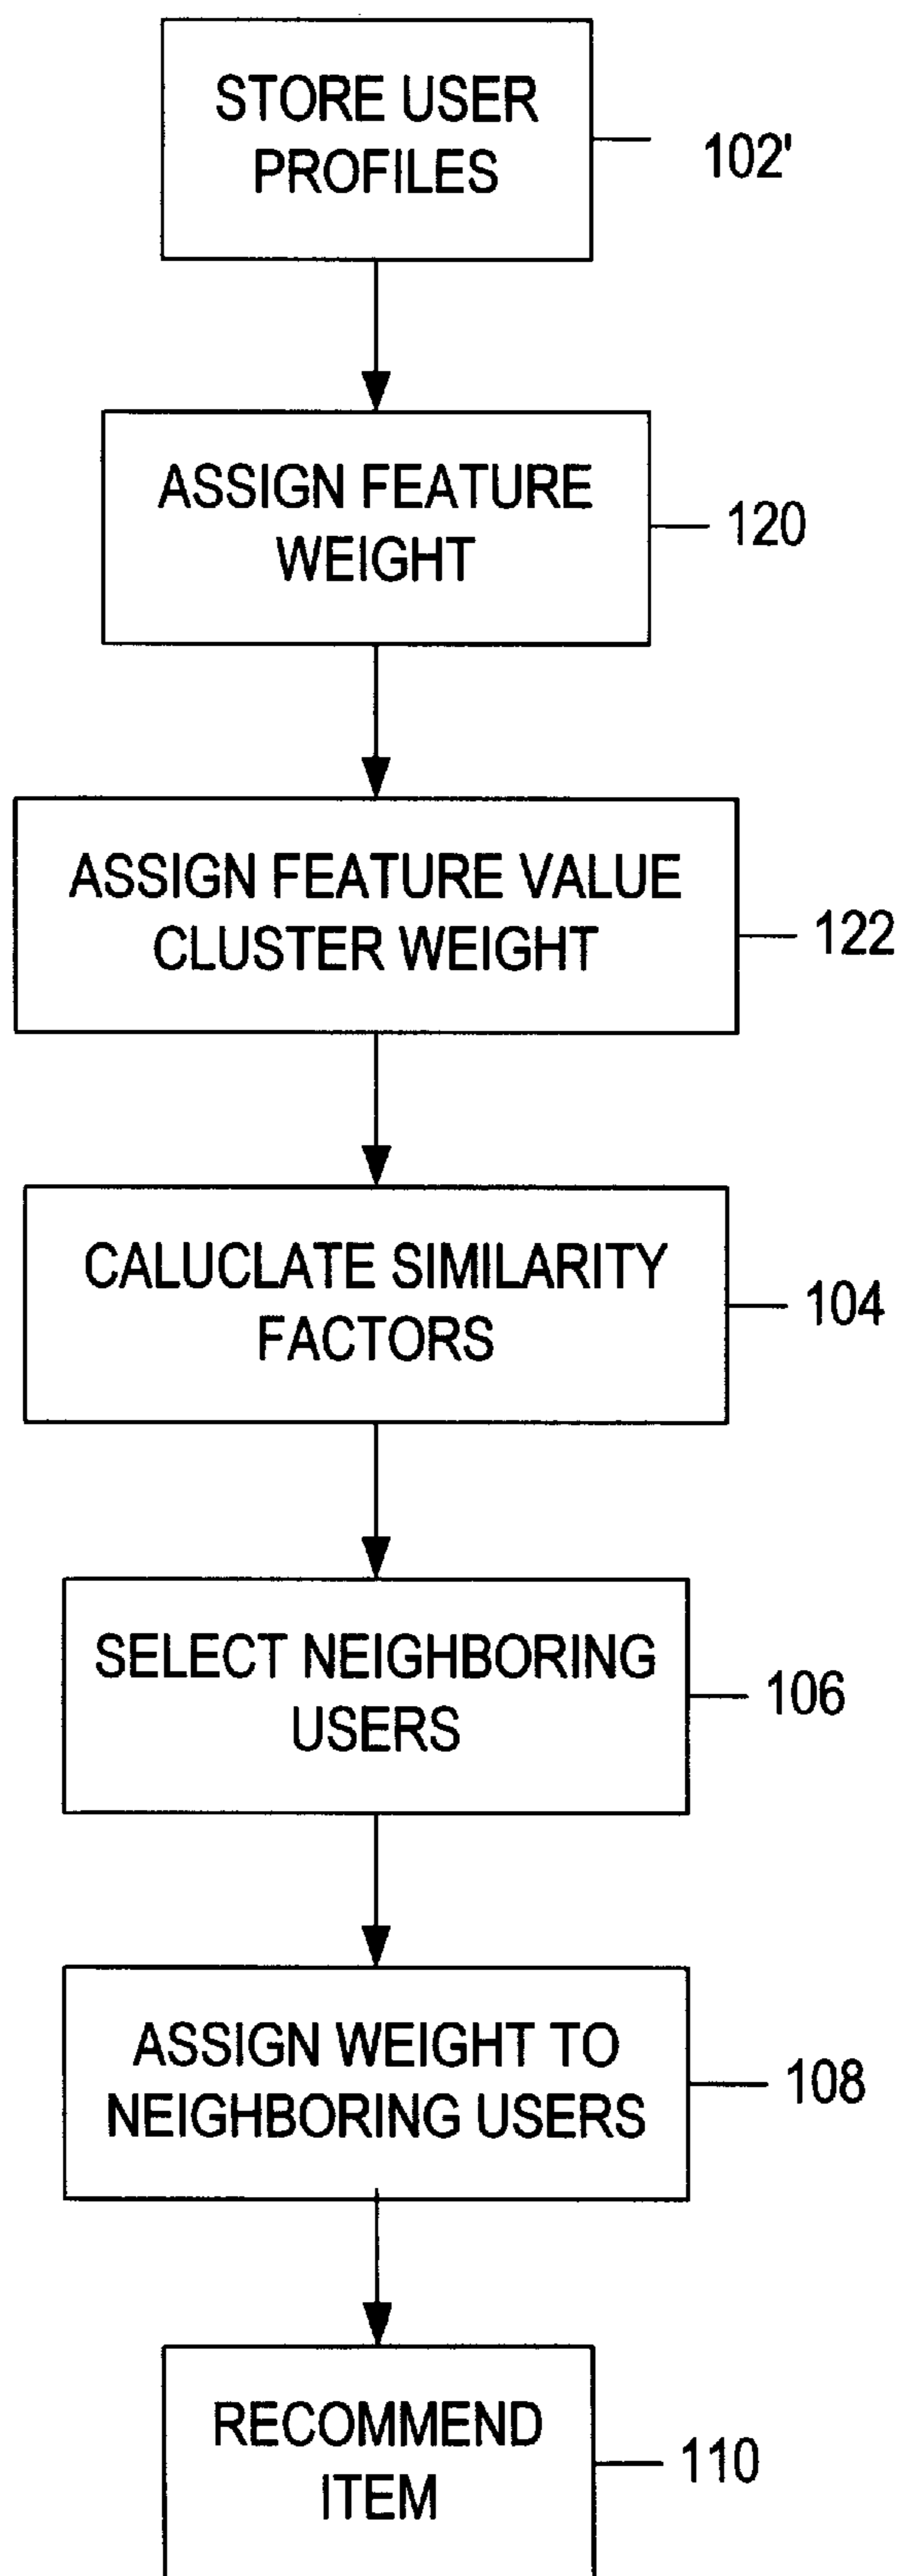 STORE USER
PROFILES
102'
ASSIGN FEATURE
WEIGHT
120
ASSIGN FEATURE VALUE
CLUSTER WEIGHT
122
CALUCLATE SIMILARITY
FACTORS
104
SELECT NEIGHBORING
USERS
106
ASSIGN WEIGHT TO
NEIGHBORING USERS
108
RECOMMEND
ITEM
110